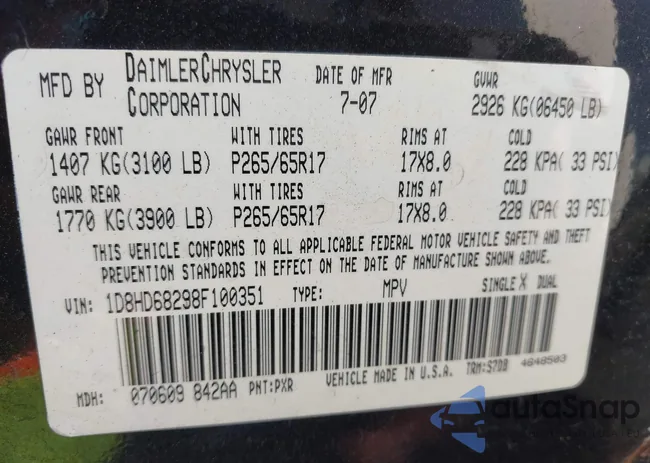 MFD BY DAIMLERCHRYSLER CORPORATION DATE OF MFR 7-07 GVWR 2926 KG(06450 LB)
GAWR FRONT WITH TIRES RIMS AT COLD
1407 KG(3100 LB) P265/65R17 17X8.0 228 KPA( 33 PSI)
GAWR REAR WITH TIRES RIMS AT COLD
1770 KG(3900 LB) P265/65R17 17X8.0 228 KPA( 33 PSI)
THIS VEHICLE CONFORMS TO ALL APPLICABLE FEDERAL MOTOR VEHICLE SAFETY AND THEFT
PREVENTION STANDARDS IN EFFECT ON THE DATE OF MANUFACTURE SHOWN ABOVE.
VIN: 1D8HD68298F100351 TYPE: MPV SINGLE X DUAL
MDH: 070609 842AA PNT:PXR VEHICLE MADE IN U.S.A. TRM:S7DB 4648503
autoSnap